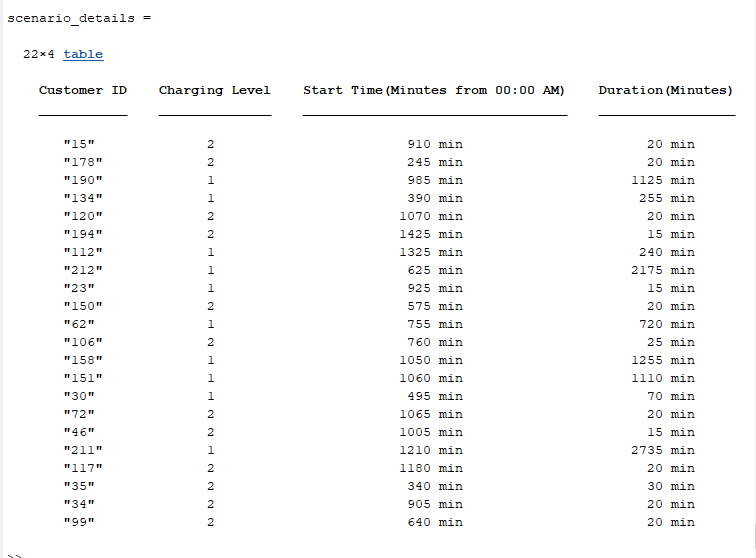 scenario_details =
22×4 table
Customer ID Charging Level Start Time(Minutes from 00:00 AM) Duration(Minutes)
"15" 2 910 min 20 min
"178" 2 245 min 20 min
"190" 1 985 min 1125 min
"134" 1 390 min 255 min
"120" 2 1070 min 20 min
"194" 2 1425 min 15 min
"112" 1 1325 min 240 min
"212" 1 625 min 2175 min
"23" 1 925 min 15 min
"150" 2 575 min 20 min
"62" 1 755 min 720 min
"106" 2 760 min 25 min
"158" 1 1050 min 1255 min
"151" 1 1060 min 1110 min
"30" 1 495 min 70 min
"72" 2 1065 min 20 min
"46" 2 1005 min 15 min
"211" 1 1210 min 2735 min
"117" 2 1180 min 20 min
"35" 2 340 min 30 min
"34" 2 905 min 20 min
"99" 2 640 min 20 min
>>